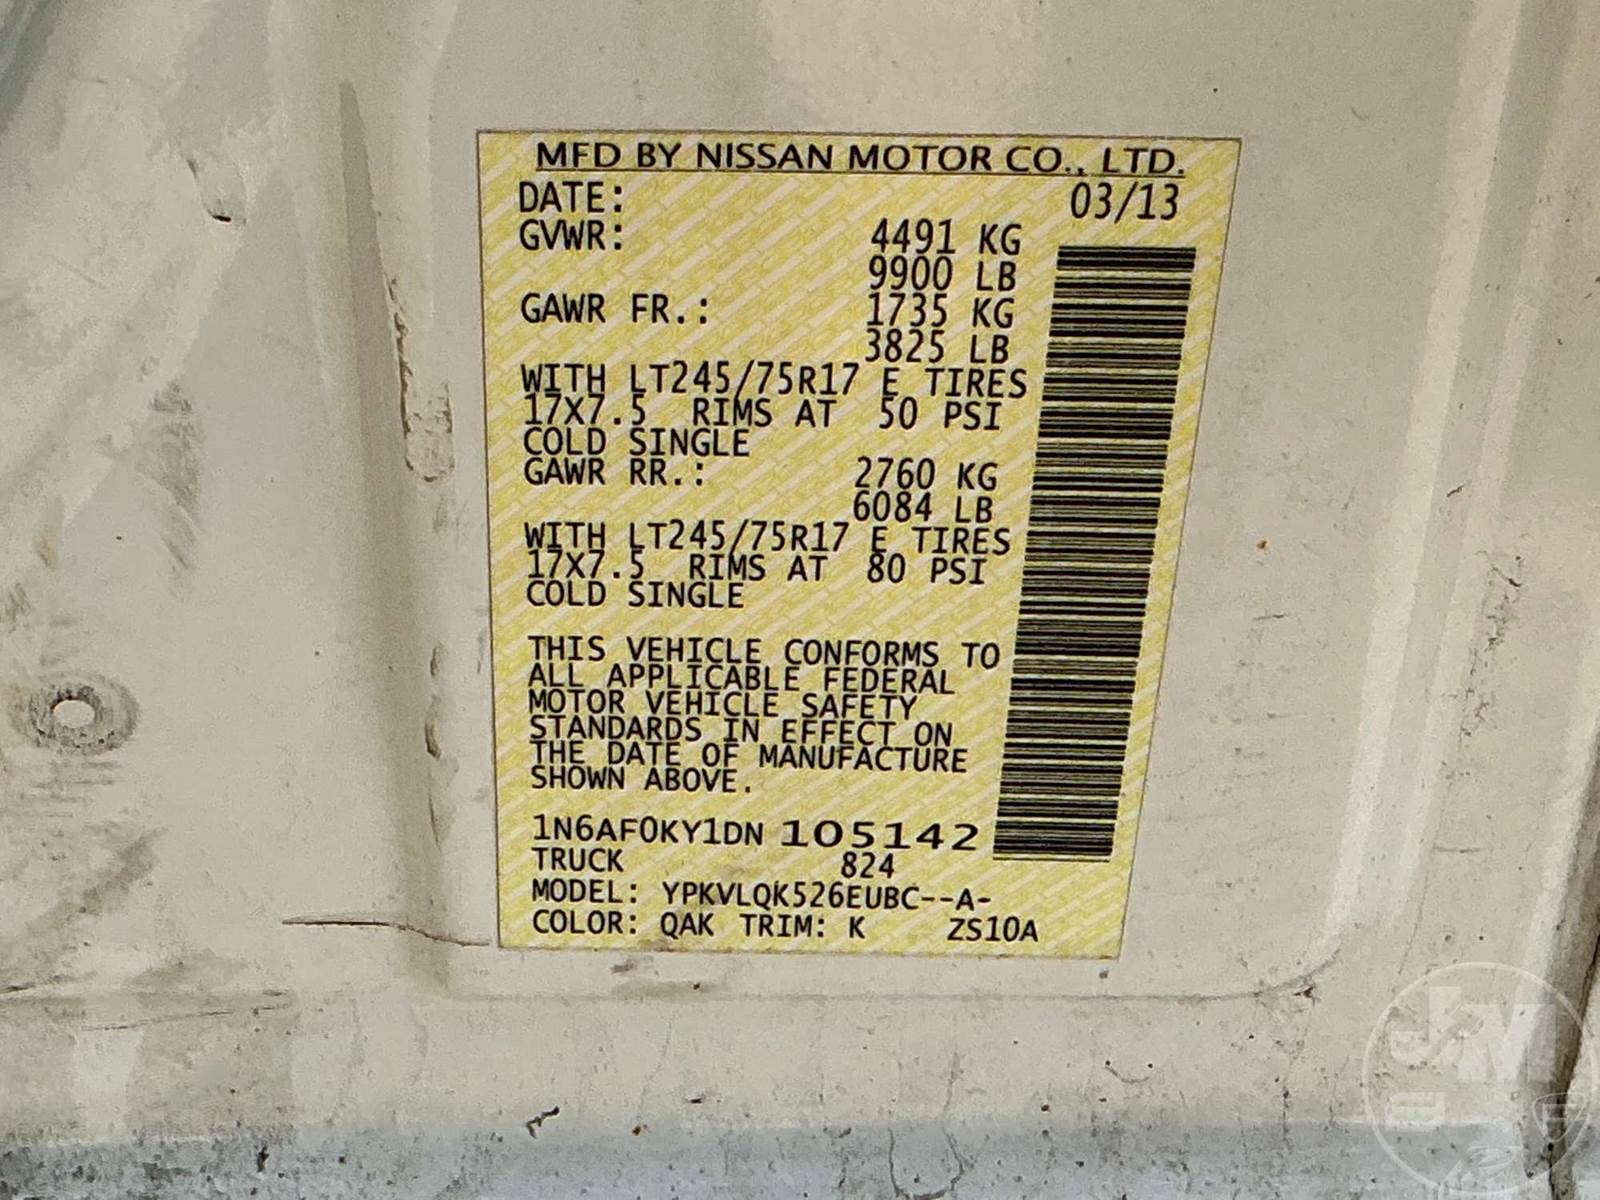 MFD BY NISSAN MOTOR CO., LTD.
DATE: 03/13
GVWR: 4491 KG
9900 LB
GAWR FR.: 1735 KG
3825 LB
WITH LT245/75R17 E TIRES
17X7.5 RIMS AT 50 PSI
COLD SINGLE
GAWR RR.: 2760 KG
6084 LB
WITH LT245/75R17 E TIRES
17X7.5 RIMS AT 80 PSI
COLD SINGLE
THIS VEHICLE CONFORMS TO
ALL APPLICABLE FEDERAL
MOTOR VEHICLE SAFETY
STANDARDS IN EFFECT ON
THE DATE OF MANUFACTURE
SHOWN ABOVE.
1N6AF0KY1DN 105142
TRUCK 824
MODEL: YPKVLQK526EUBC--A-
COLOR: QAK TRIM: K ZS10A